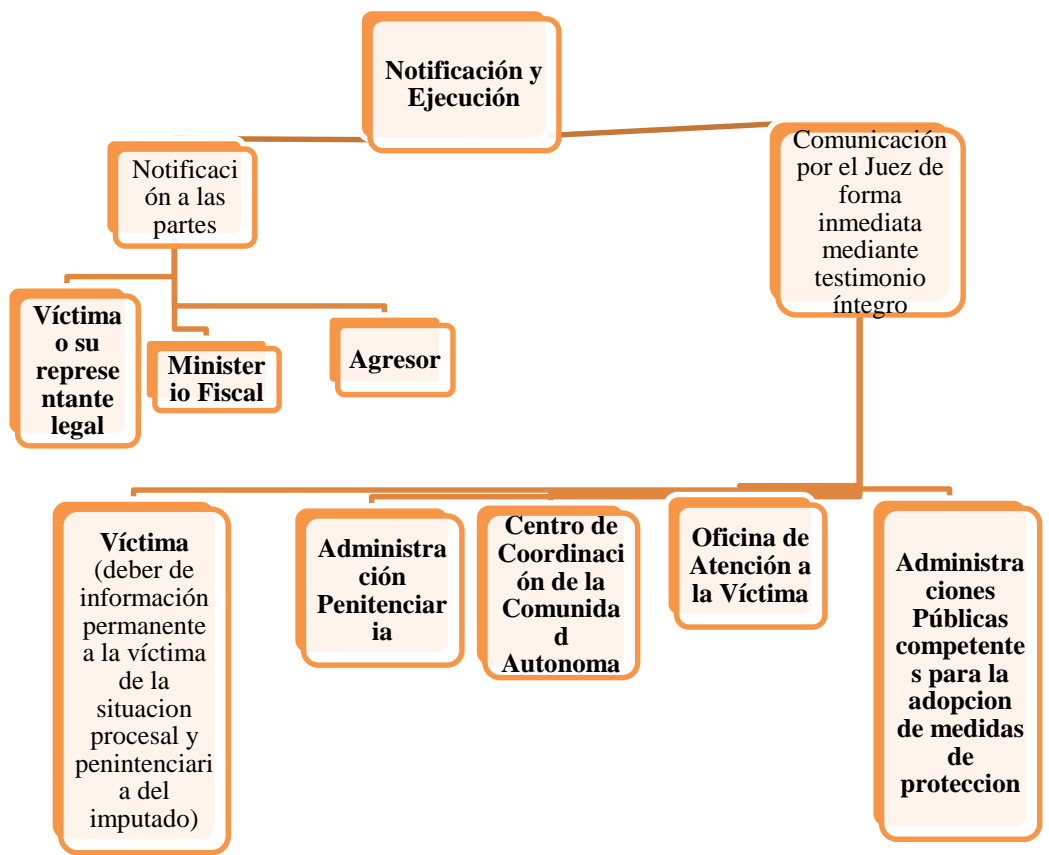 Notificación y
Ejecución
Notificaci
ón a las
partes
Comunicación
por el Juez de
forma
inmediata
mediante
testimonio
íntegro
Víctima
o su
represe
ntante
legal
Minister
io Fiscal
Agresor
Víctima
(deber de
información
permanente
a la víctima
de la
situacion
procesal y
penintenciari
a del
imputado)
Administra
ción
Penitenciar
ia
Centro de
Coordinaci
ón de la
Comunida
d
Autonoma
Oficina de
Atención a
la Víctima
Administra
ciones
Públicas
competente
s para la
adopcion
de medidas
de
proteccion